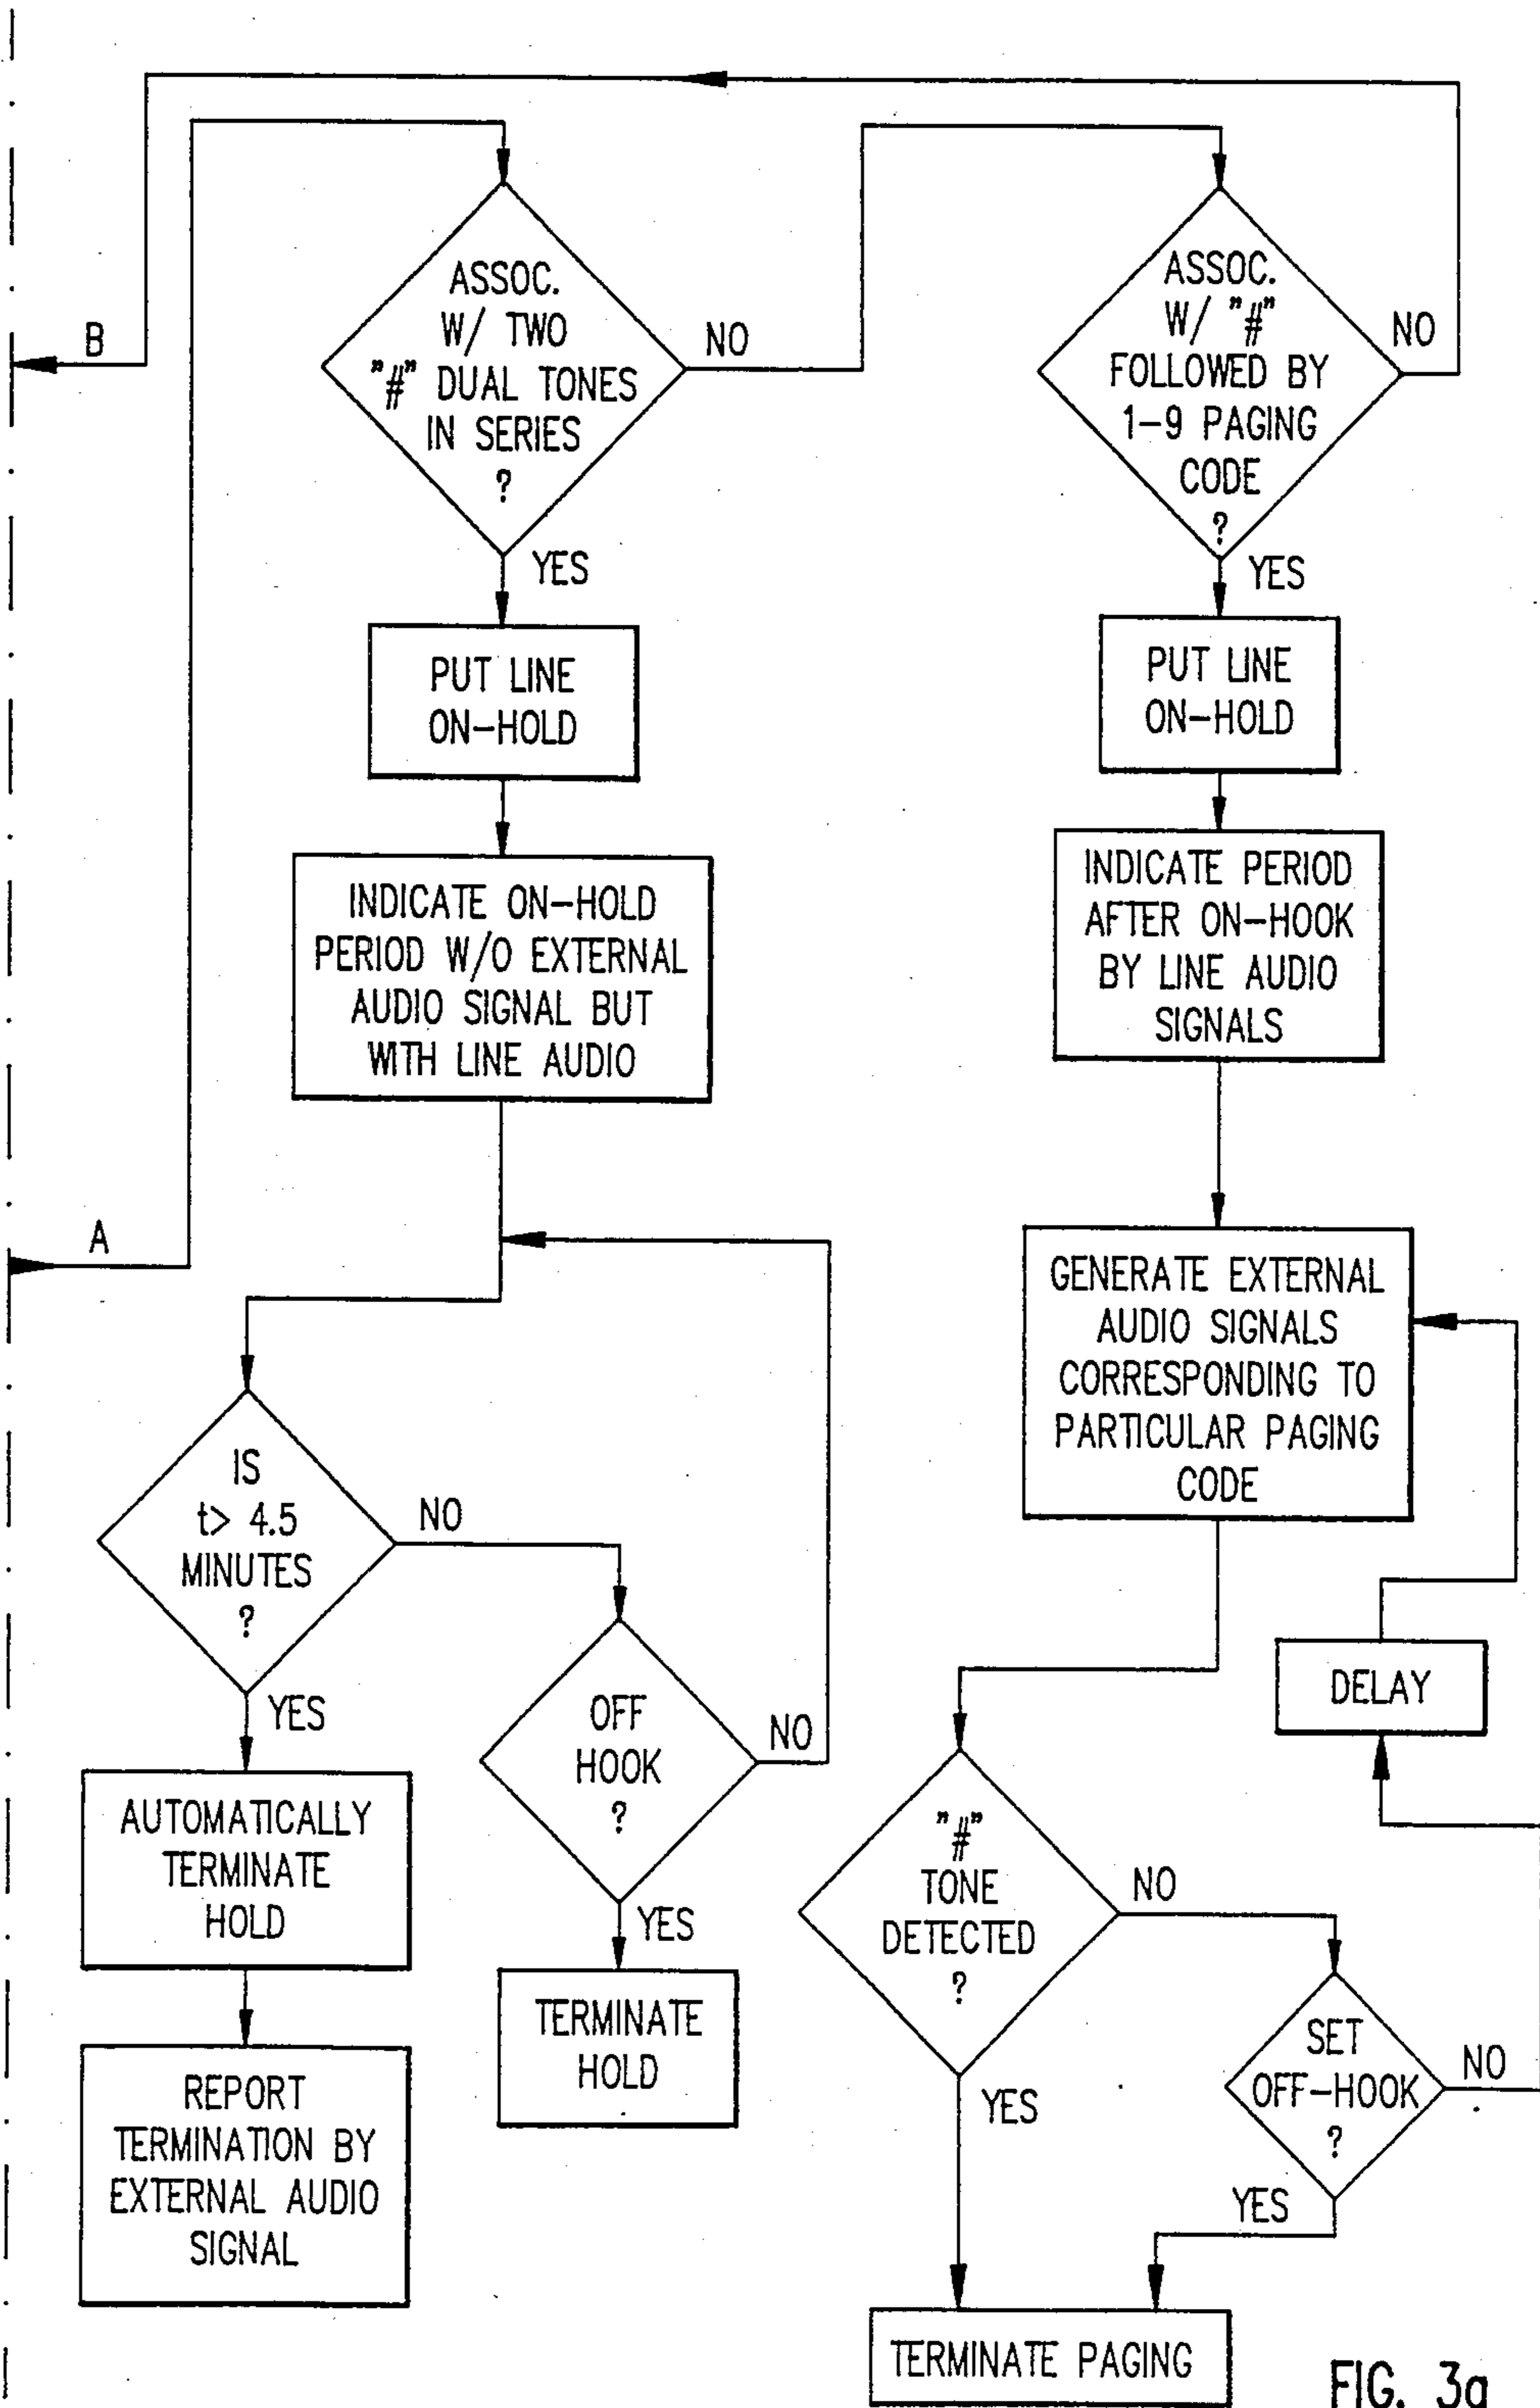 B
A
ASSOC.
W/ TWO
"#" DUAL TONES
IN SERIES
?
NO
YES
PUT LINE
ON-HOLD
INDICATE ON-HOLD
PERIOD W/O EXTERNAL
AUDIO SIGNAL BUT
WITH LINE AUDIO
IS
t> 4.5
MINUTES
?
NO
YES
AUTOMATICALLY
TERMINATE
HOLD
REPORT
TERMINATION BY
EXTERNAL AUDIO
SIGNAL
OFF
HOOK
?
NO
YES
TERMINATE
HOLD
ASSOC.
W/ "#"
FOLLOWED BY
1-9 PAGING
CODE
?
NO
YES
PUT LINE
ON-HOLD
INDICATE PERIOD
AFTER ON-HOOK
BY LINE AUDIO
SIGNALS
GENERATE EXTERNAL
AUDIO SIGNALS
CORRESPONDING TO
PARTICULAR PAGING
CODE
DELAY
"#"
TONE
DETECTED
?
NO
YES
SET
OFF-HOOK
?
NO
YES
TERMINATE PAGING
FIG. 3a